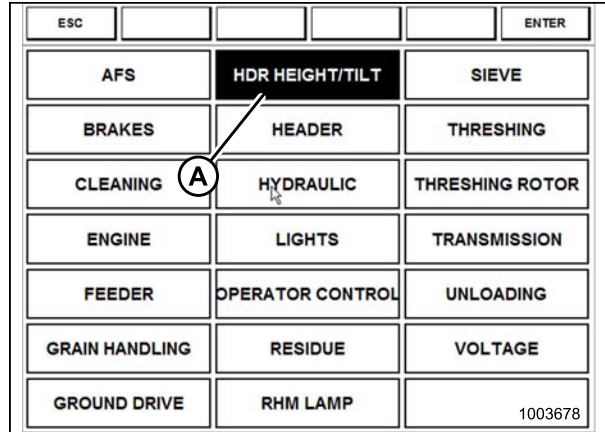 ESC ENTER
AFS HDR HEIGHT/TILT SIEVE
BRAKES HEADER THRESHING
CLEANING A HYDRAULIC THRESHING ROTOR
ENGINE LIGHTS TRANSMISSION
FEEDER OPERATOR CONTROL UNLOADING
GRAIN HANDLING RESIDUE VOLTAGE
GROUND DRIVE RHM LAMP 1003678